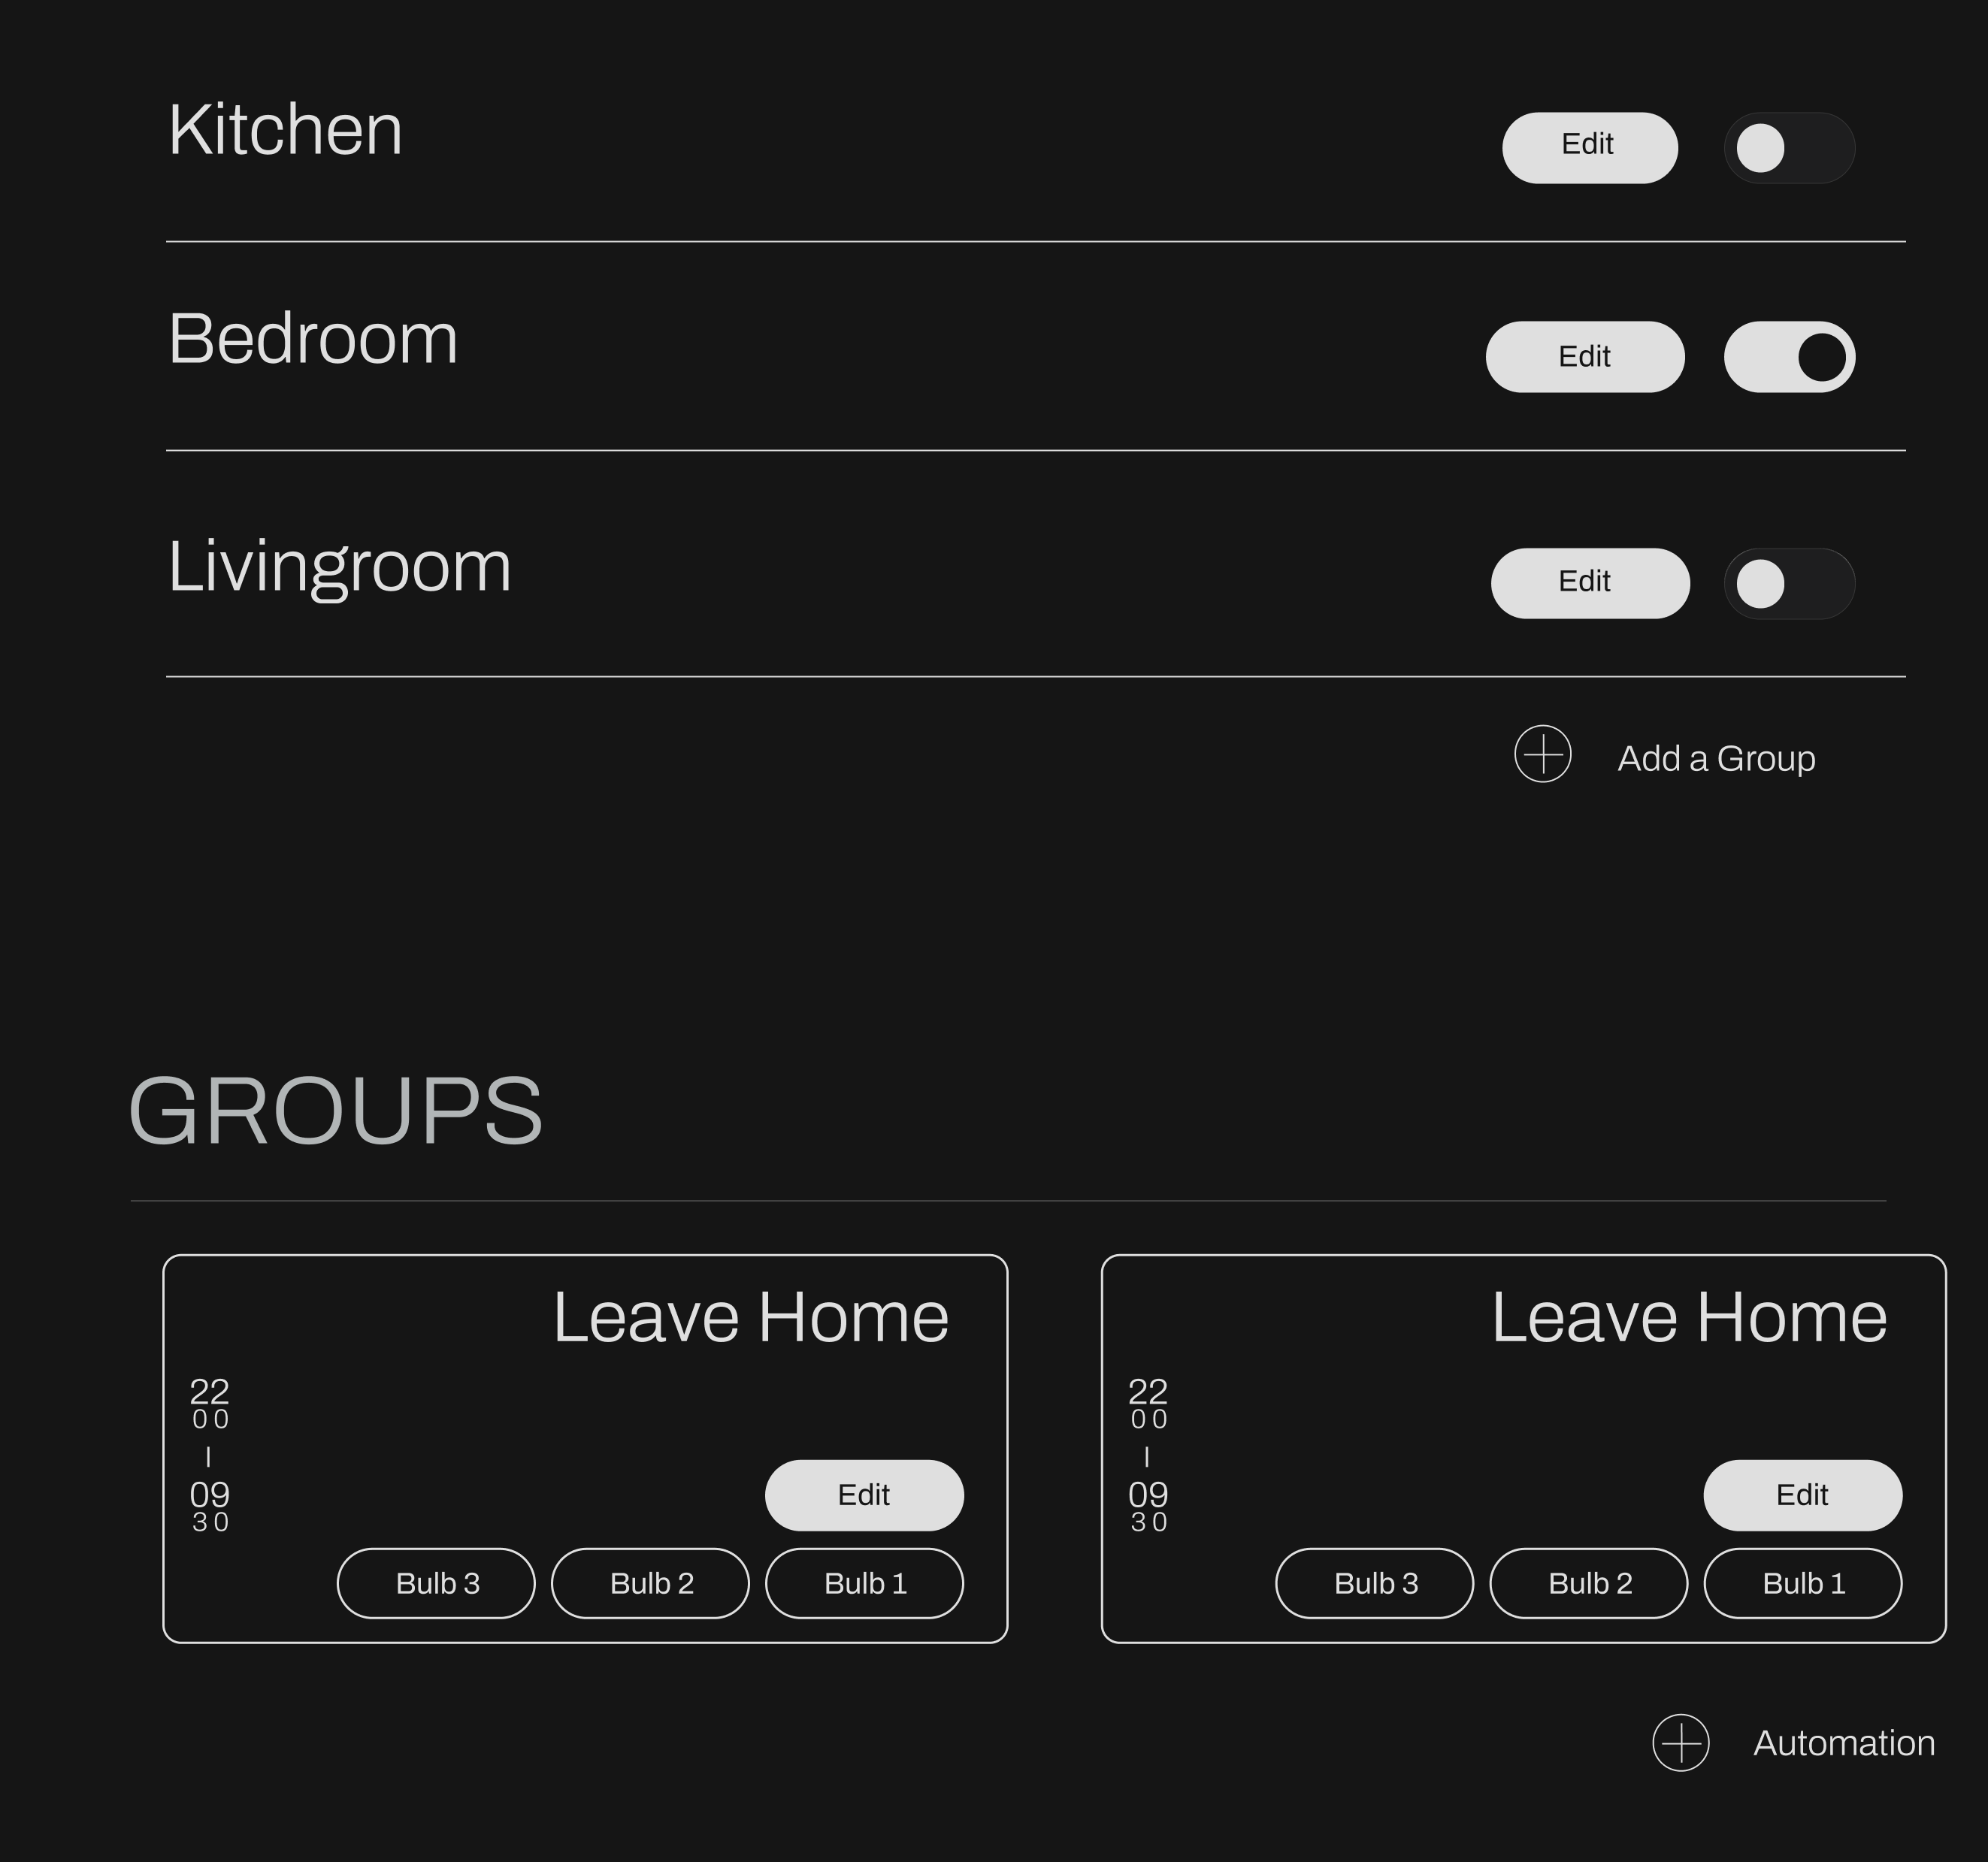 Kitchen
Edit
Bedroom
Edit
Livingroom
Edit
Add a Group
GROUPS
Leave Home
22
00
09
30
Edit
Bulb 3
Bulb 2
Bulb 1
Leave Home
22
00
09
30
Edit
Bulb 3
Bulb 2
Bulb 1
Automation